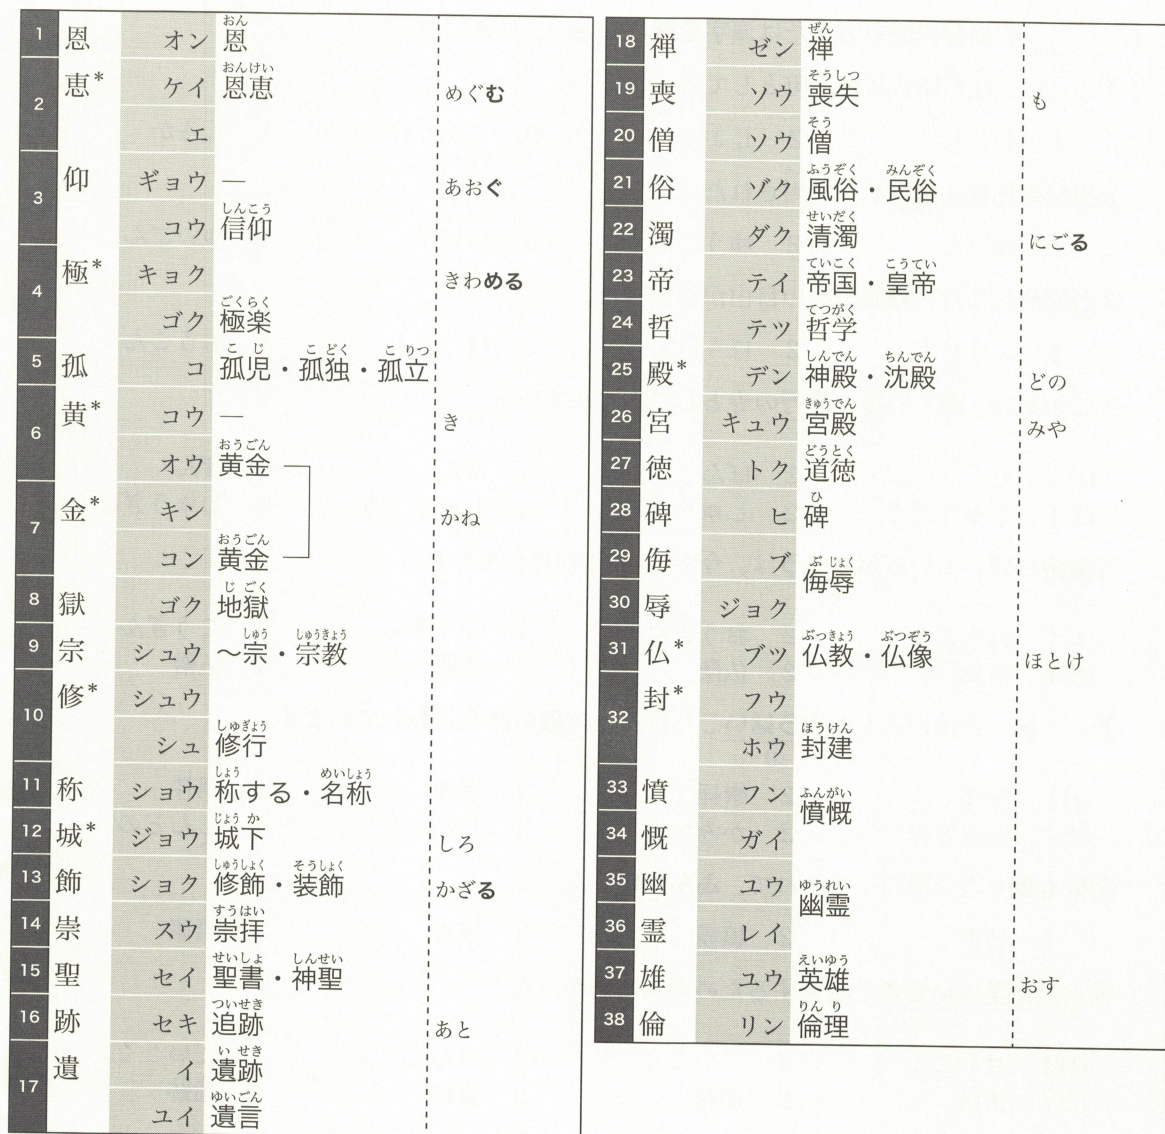 1 恩 オン 恩(おん)
2 恵* ケイ 恩恵(おんけい) めぐむ
エ
3 仰 ギョウ — あおぐ
コウ 信仰(しんこう)
4 極* キョク きわめる
ゴク 極楽(ごくらく)
5 孤 コ 孤児(こじ)・孤独(こどく)・孤立(こりつ)
6 黄* コウ — き
オウ 黄金(おうごん)
7 金* キン かね
コン 黄金(おうごん)
8 獄 ゴク 地獄(じごく)
9 宗 シュウ 〜宗(しゅう)・宗教(しゅうきょう)
10 修* シュウ
シュ 修行(しゅぎょう)
11 称 ショウ 称(しょう)する・名称(めいしょう)
12 城* ジョウ 城下(じょうか) しろ
13 飾 ショク 修飾(しゅうしょく)・装飾(そうしょく) かざる
14 崇 スウ 崇拝(すうはい)
15 聖 セイ 聖書(せいしょ)・神聖(しんせい)
16 跡 セキ 追跡(ついせき) あと
17 遺 イ 遺跡(いせき)
ユイ 遺言(ゆいごん)
18 禅 ゼン 禅(ぜん)
19 喪 ソウ 喪失(そうしつ) も
20 僧 ソウ 僧(そう)
21 俗 ゾク 風俗(ふうぞく)・民俗(みんぞく)
22 濁 ダク 清濁(せいだく) にごる
23 帝 テイ 帝国(ていこく)・皇帝(こうてい)
24 哲 テツ 哲学(てつがく)
25 殿* デン 神殿(しんでん)・沈殿(ちんでん) どの
26 宮 キュウ 宮殿(きゅうでん) みや
27 徳 トク 道徳(どうとく)
28 碑 ヒ 碑(ひ)
29 侮 ブ 侮辱(ぶじょく)
30 辱 ジョク
31 仏* ブツ 仏教(ぶっきょう)・仏像(ぶつぞう) ほとけ
32 封* フウ
ホウ 封建(ほうけん)
33 憤 フン 憤慨(ふんがい)
34 慨 ガイ
35 幽 ユウ 幽霊(ゆうれい)
36 霊 レイ
37 雄 ユウ 英雄(えいゆう) おす
38 倫 リン 倫理(りんり)